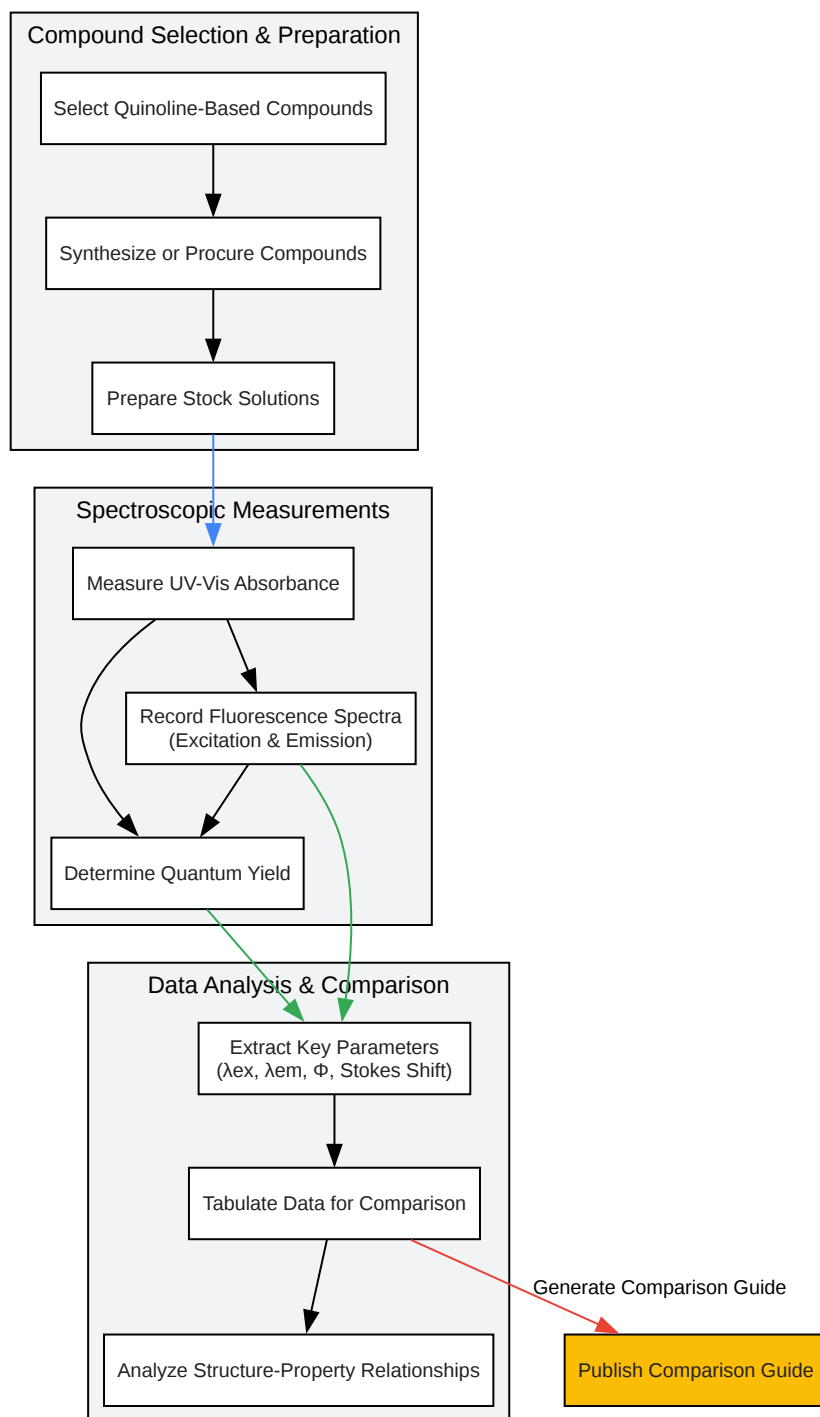 Compound Selection & Preparation
Select Quinoline-Based Compounds
Synthesize or Procure Compounds
Prepare Stock Solutions
Spectroscopic Measurements
Measure UV-Vis Absorbance
Record Fluorescence Spectra
(Excitation & Emission)
Determine Quantum Yield
Data Analysis & Comparison
Extract Key Parameters
(λex, λem, Φ, Stokes Shift)
Tabulate Data for Comparison
Generate Comparison Guide
Analyze Structure-Property Relationships
Publish Comparison Guide